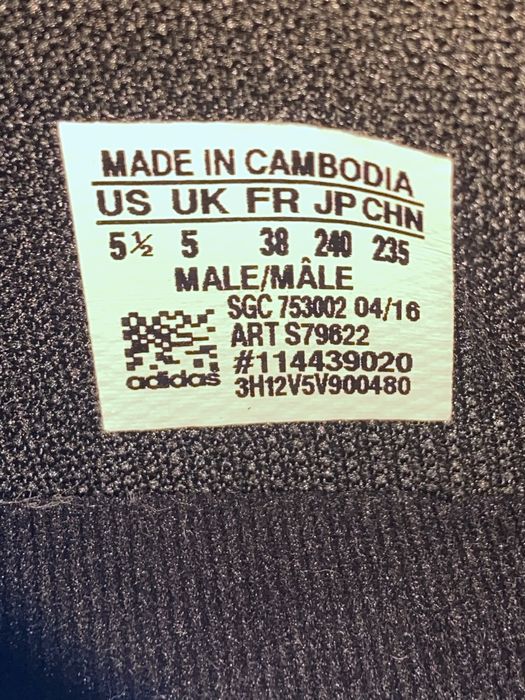 MADE IN CAMBODIA
US UK FR JP CHN
5½ 5 38 240 235
MALE/MÂLE
SGC 753002 04/16
ART S79622
#114439020
3H12V5V900480
adidas